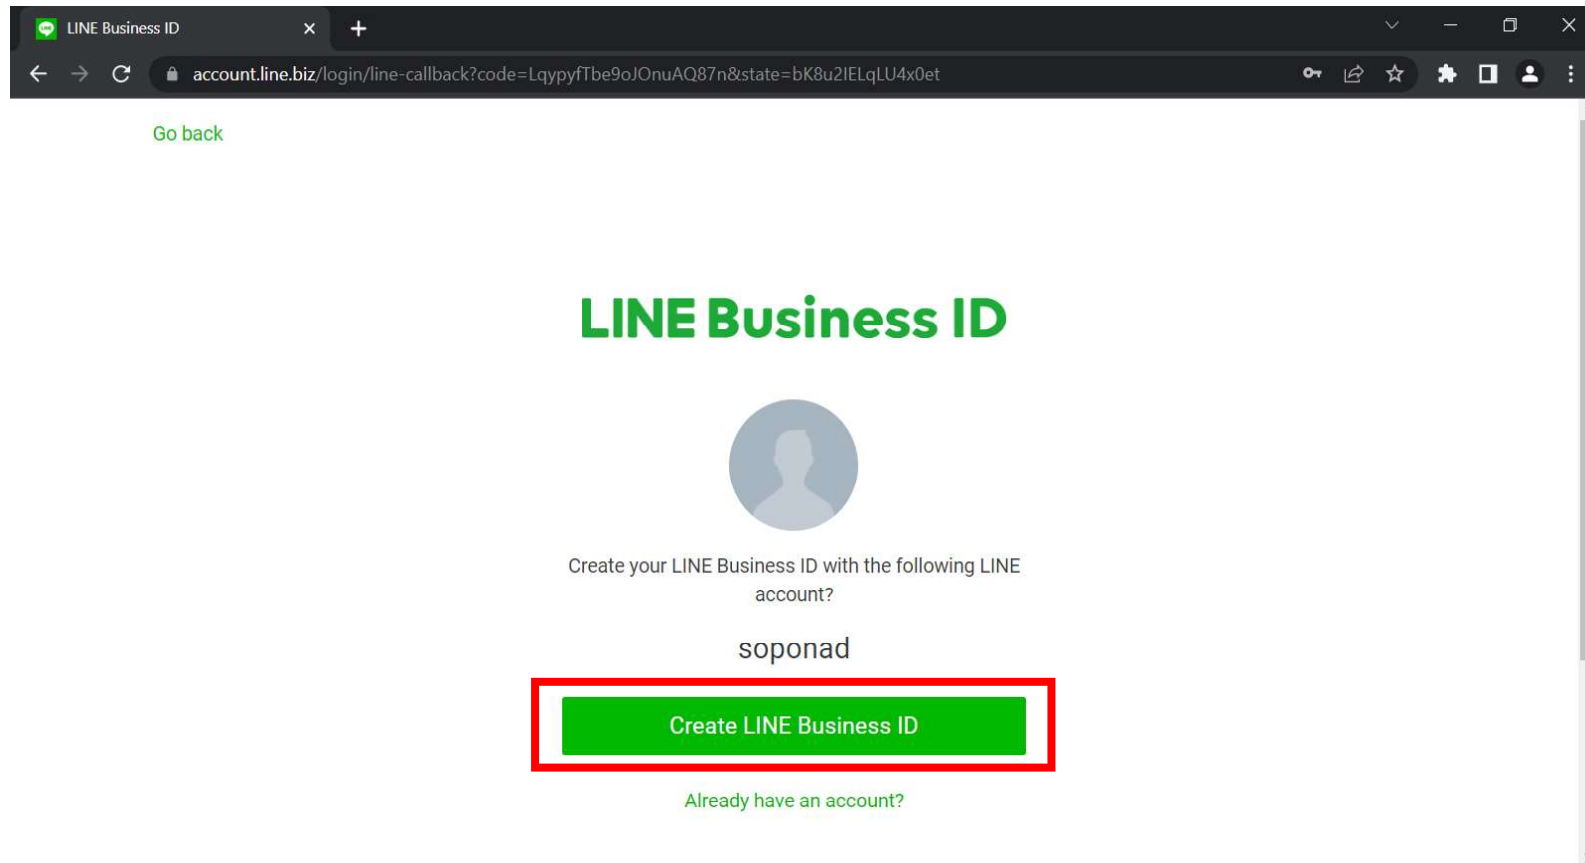 LINE Business ID
account.line.biz/login/line-callback?code=LqypyfTbe9oJOnuAQ87n&state=bK8u2IELqLU4x0et
Go back
LINE Business ID
Create your LINE Business ID with the following LINE
account?
soponad
Create LINE Business ID
Already have an account?